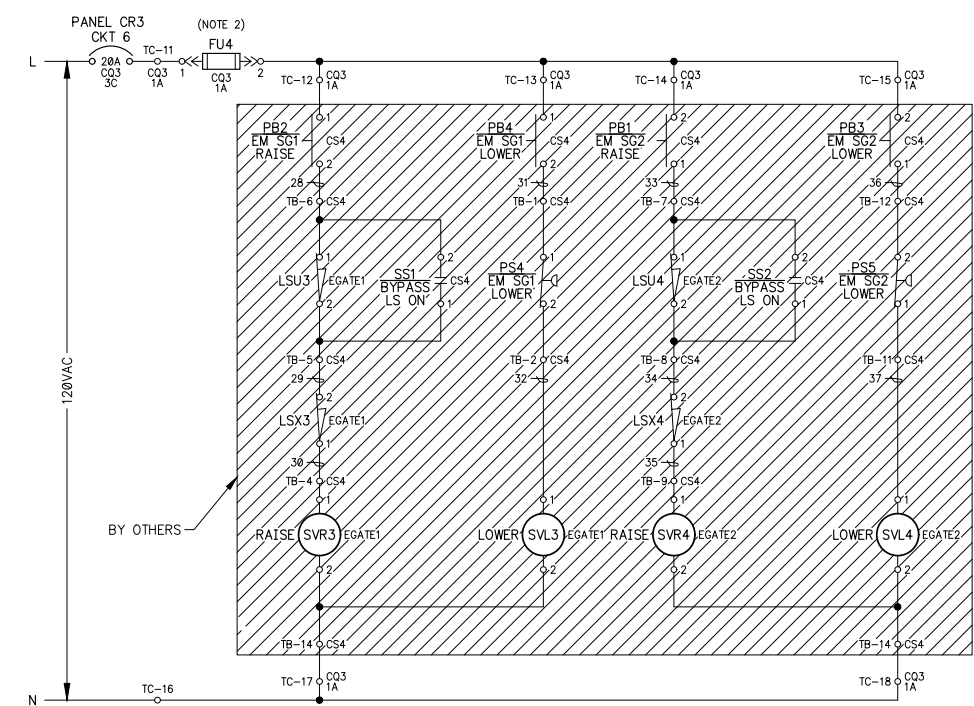 PANEL CR3
CKT 6
(NOTE 2)
TC-11
FU4
L
20A
CQ3
3C
CQ3
1A
1
CQ3
1A
2
TC-12
CQ3
1A
TC-13
CQ3
1A
TC-14
CQ3
1A
TC-15
CQ3
1A
PB2
EM SG1
RAISE
1
CS4
2
PB4
EM SG1
LOWER
1
CS4
2
PB1
EM SG2
RAISE
2
CS4
1
PB3
EM SG2
LOWER
2
CS4
1
28
31
33
36
TB-6
CS4
TB-1
CS4
TB-7
CS4
TB-12
CS4
LSU3
1
EGATE1
2
SS1
BYPASS
LS ON
2
CS4
1
PS4
EM SG1
LOWER
1
2
LSU4
1
EGATE2
2
SS2
BYPASS
LS ON
2
CS4
1
PS5
EM SG2
LOWER
2
1
TB-5
CS4
TB-2
CS4
TB-8
CS4
TB-11
CS4
29
32
34
37
120VAC
LSX3
2
EGATE1
1
LSX4
2
EGATE2
1
30
35
TB-4
CS4
TB-9
CS4
BY OTHERS
RAISE
1
SVR3
EGATE1
2
LOWER
1
SVL3
EGATE1
2
RAISE
1
SVR4
EGATE2
2
LOWER
1
SVL4
EGATE2
2
TB-14
CS4
TB-14
CS4
TC-17
CQ3
1A
TC-18
CQ3
1A
TC-16
N